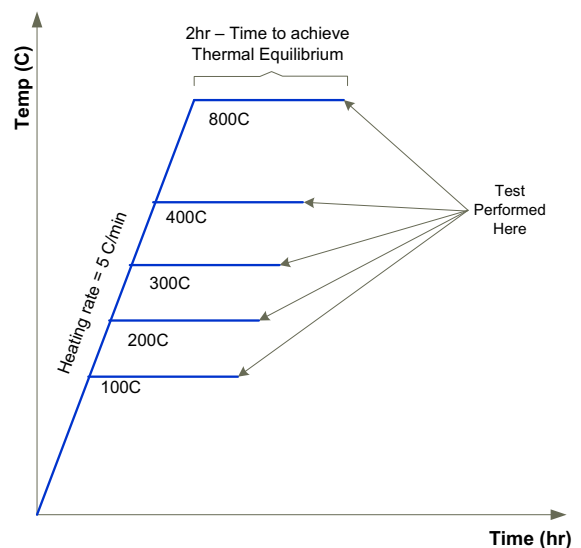 2hr – Time to achieve
Thermal Equilibrium
Temp (C)
800C
400C
Test
Performed
Here
Heating rate = 5 C/min
300C
200C
100C
Time (hr)